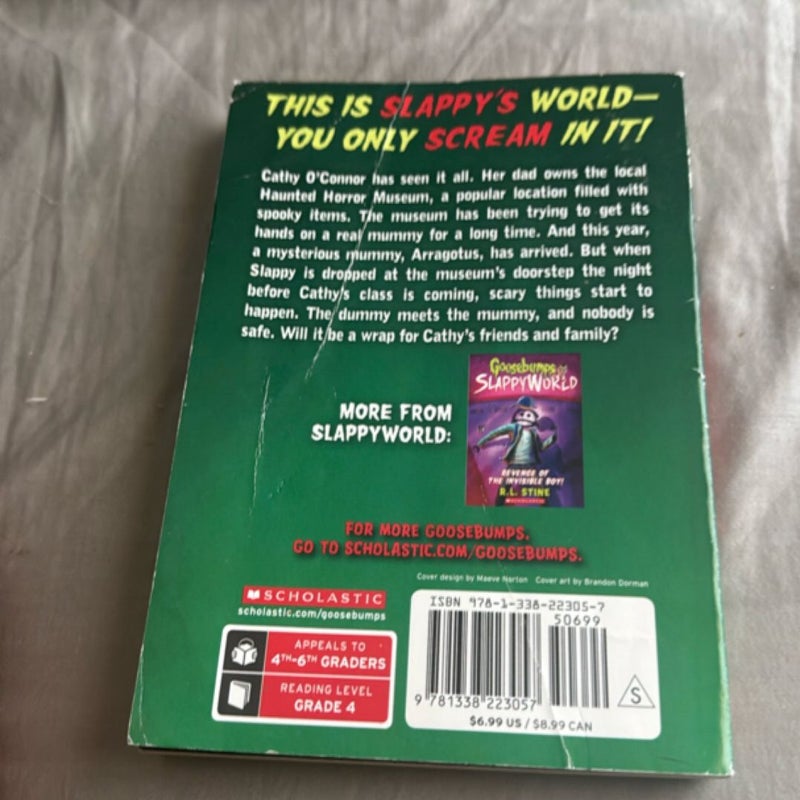 THIS IS SLAPPY'S WORLD—
YOU ONLY SCREAM IN IT!
Cathy O'Connor has seen it all. Her dad owns the local
Haunted Horror Museum, a popular location filled with
spooky items. The museum has been trying to get its
hands on a real mummy for a long time. And this year,
a mysterious mummy, Arragotus, has arrived. But when
Slappy is dropped at the museum's doorstep the night
before Cathy's class is coming, scary things start to
happen. The dummy meets the mummy, and nobody is
safe. Will it be a wrap for Cathy's friends and family?
MORE FROM
SLAPPYWORLD:
Goosebumps
SLAPPYWORLD
REVENGE OF
THE INVISIBLE BOY!
R.L. STINE
SCHOLASTIC
FOR MORE GOOSEBUMPS,
GO TO SCHOLASTIC.COM/GOOSEBUMPS.
Cover design by Maeve Norton Cover art by Brandon Dorman
SCHOLASTIC
scholastic.com/goosebumps
APPEALS TO
4TH–6TH GRADERS
READING LEVEL
GRADE 4
ISBN 978-1-338-22305-7
50699
9 781338 223057
S
$6.99 US / $8.99 CAN